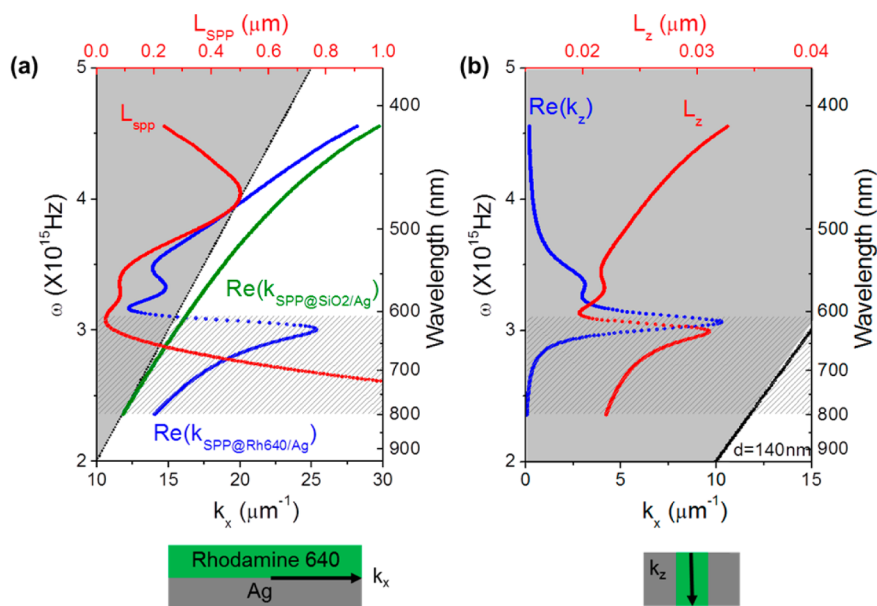 L_SPP (μm)
0.0 0.2 0.4 0.6 0.8 1.0
(a)
L_spp
Re(k_SPP@SiO2/Ag)
Re(k_SPP@Rh640/Ag)
ω (X10^15Hz)
5
4
3
2
Wavelength (nm)
400
500
600
700
800
900
10 15 20 25 30
k_x (μm^-1)
Rhodamine 640
Ag
k_x
L_z (μm)
0.02 0.03 0.04
(b)
Re(k_z)
L_z
d=140nm
ω (X10^15Hz)
5
4
3
2
Wavelength (nm)
400
500
600
700
800
900
0 5 10 15
k_x (μm^-1)
k_z